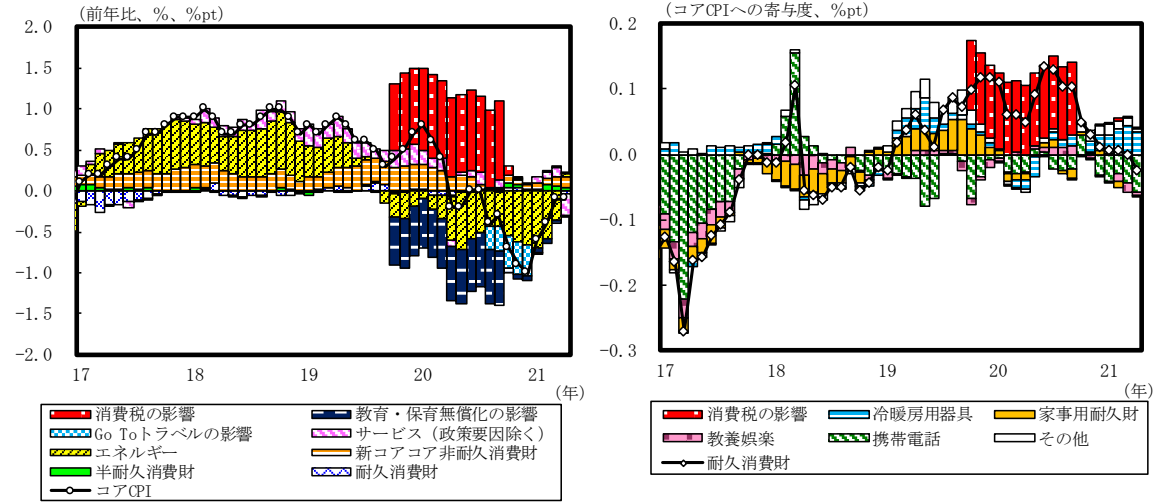 (前年比、%、%pt)
2.0
1.5
1.0
0.5
0.0
-0.5
-1.0
-1.5
-2.0
17 18 19 20 21
(年)
消費税の影響 教育・保育無償化の影響
Go Toトラベルの影響 サービス（政策要因除く）
エネルギー 新コアコア非耐久消費財
半耐久消費財 耐久消費財
コアCPI
(コアCPIへの寄与度、%pt)
0.2
0.1
0.0
-0.1
-0.2
-0.3
17 18 19 20 21
(年)
消費税の影響 冷暖房用器具 家事用耐久財
教養娯楽 携帯電話 その他
耐久消費財